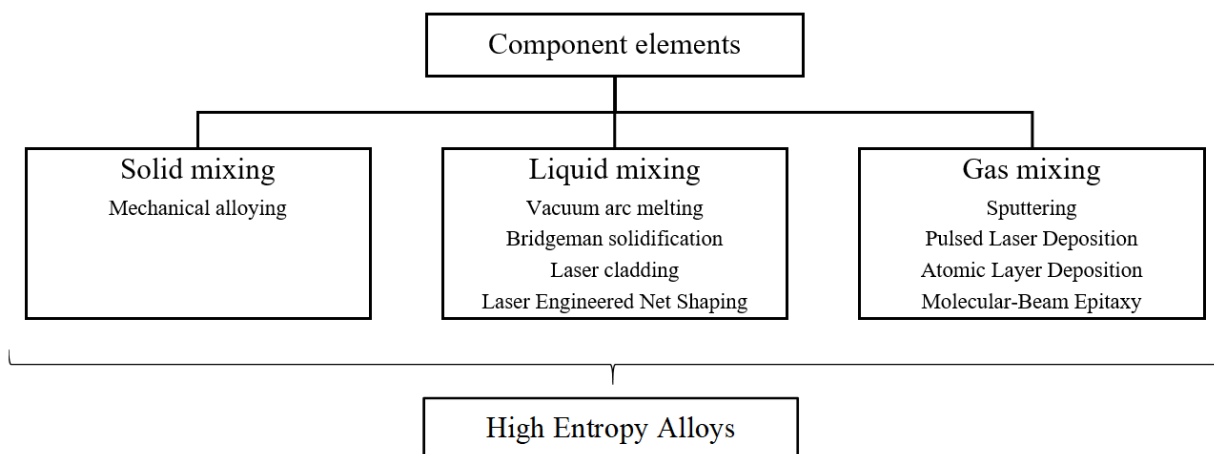 Component elements
Solid mixing
Mechanical alloying
Liquid mixing
Vacuum arc melting
Bridgeman solidification
Laser cladding
Laser Engineered Net Shaping
Gas mixing
Sputtering
Pulsed Laser Deposition
Atomic Layer Deposition
Molecular-Beam Epitaxy
High Entropy Alloys